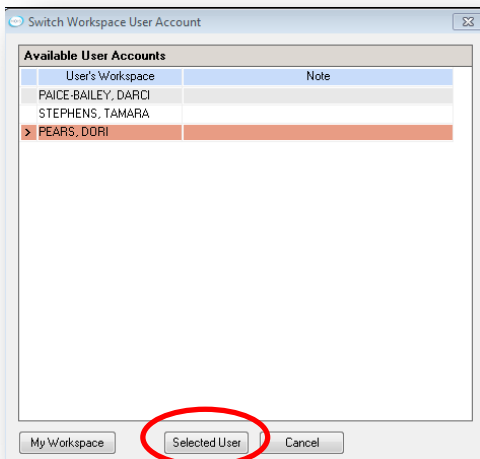 Switch Workspace User Account
Available User Accounts
User's Workspace Note
PAICE-BAILEY, DARCI
STEPHENS, TAMARA
> PEARS, DORI
My Workspace Selected User Cancel